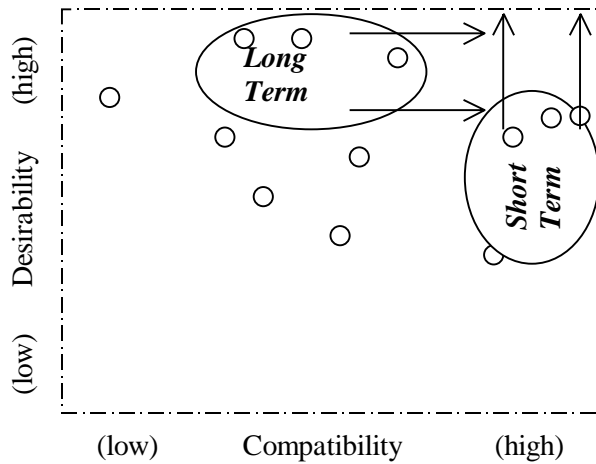 (high)
Desirability
(low)
Long
Term
Short
Term
(low)
Compatibility
(high)